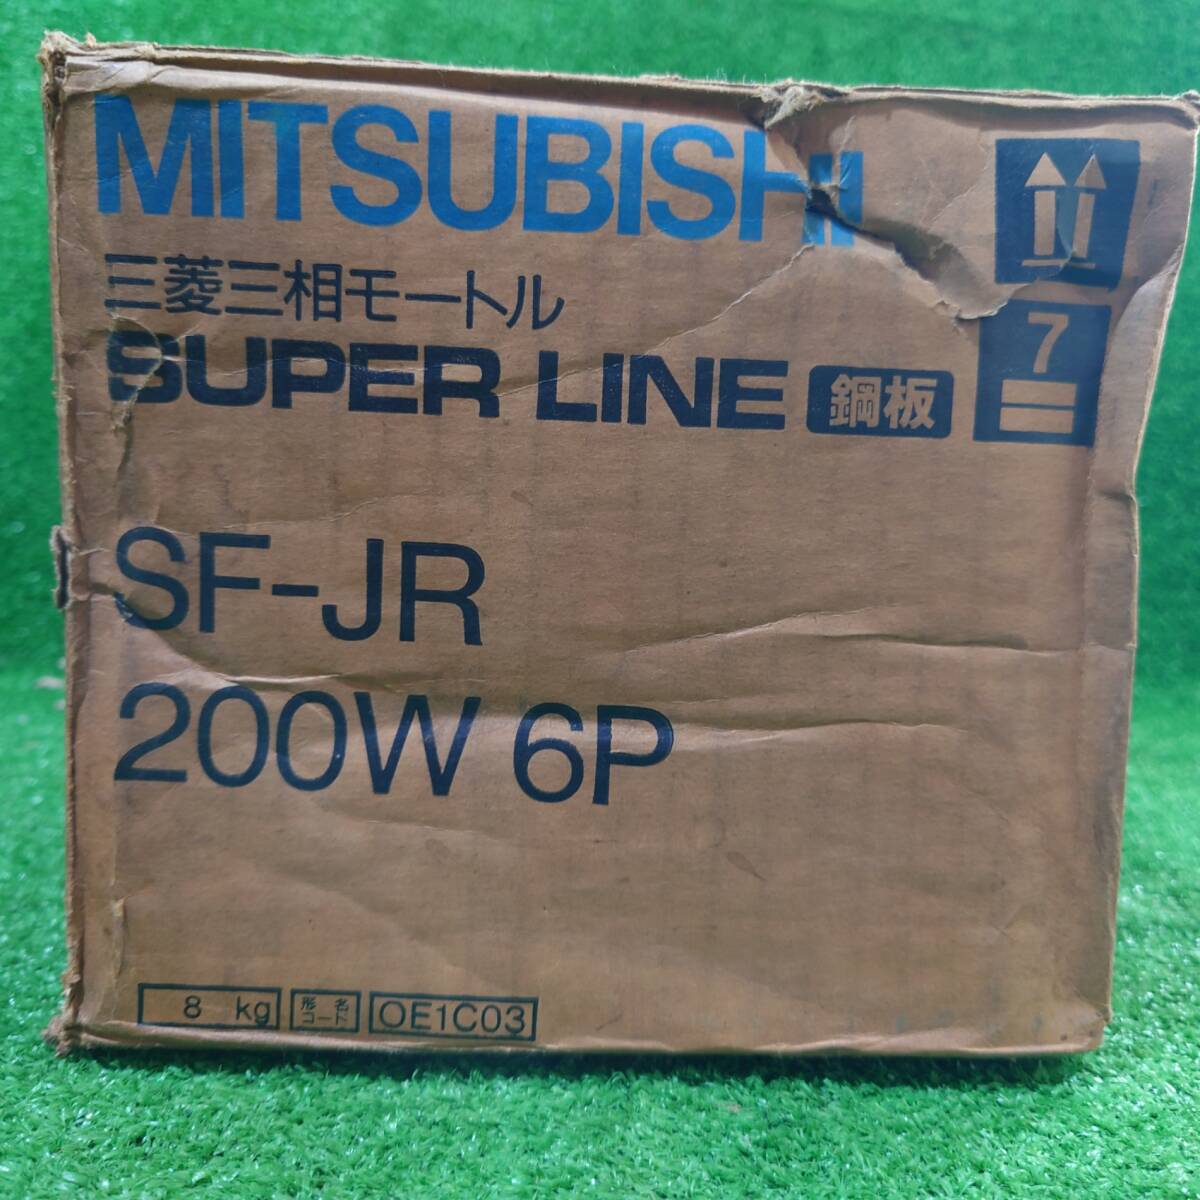 MITSUBISHI
三菱三相モートル
SUPER LINE 鋼板
7
SF-JR
200W 6P
8 kg 形名コード OE1C03